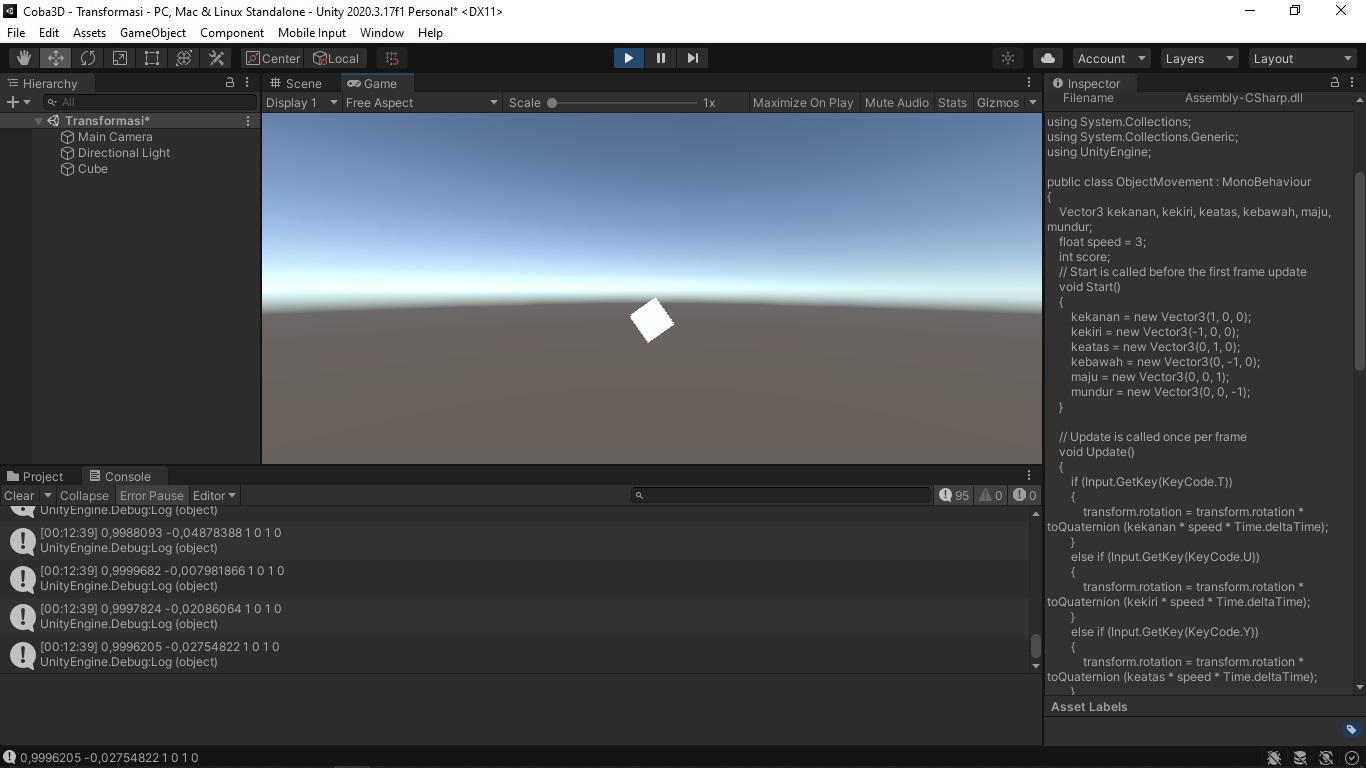 Coba3D - Transformasi - PC, Mac & Linux Standalone - Unity 2020.3.17f1 Personal* <DX11>
File Edit Assets GameObject Component Mobile Input Window Help
Center Local
Account Layers Layout
Hierarchy
All
Transformasi*
Main Camera
Directional Light
Cube
Scene Game
Display 1 Free Aspect Scale 1x Maximize On Play Mute Audio Stats Gizmos
Project Console
Clear Collapse Error Pause Editor 95 0 0
UnityEngine.Debug:Log (object)
[00:12:39] 0,9988093 -0,04878388 1 0 1 0
UnityEngine.Debug:Log (object)
[00:12:39] 0,9999682 -0,007981866 1 0 1 0
UnityEngine.Debug:Log (object)
[00:12:39] 0,9997824 -0,02086064 1 0 1 0
UnityEngine.Debug:Log (object)
[00:12:39] 0,9996205 -0,02754822 1 0 1 0
UnityEngine.Debug:Log (object)
Inspector
Filename Assembly-CSharp.dll
using System.Collections;
using System.Collections.Generic;
using UnityEngine;
public class ObjectMovement : MonoBehaviour
{
Vector3 kekanan, kekiri, keatas, kebawah, maju,
mundur;
float speed = 3;
int score;
// Start is called before the first frame update
void Start()
{
kekanan = new Vector3(1, 0, 0);
kekiri = new Vector3(-1, 0, 0);
keatas = new Vector3(0, 1, 0);
kebawah = new Vector3(0, -1, 0);
maju = new Vector3(0, 0, 1);
mundur = new Vector3(0, 0, -1);
}
// Update is called once per frame
void Update()
{
if (Input.GetKey(KeyCode.T))
{
transform.rotation = transform.rotation *
toQuaternion (kekanan * speed * Time.deltaTime);
}
else if (Input.GetKey(KeyCode.U))
{
transform.rotation = transform.rotation *
toQuaternion (kekiri * speed * Time.deltaTime);
}
else if (Input.GetKey(KeyCode.Y))
{
transform.rotation = transform.rotation *
toQuaternion (keatas * speed * Time.deltaTime);
}
Asset Labels
0,9996205 -0,02754822 1 0 1 0